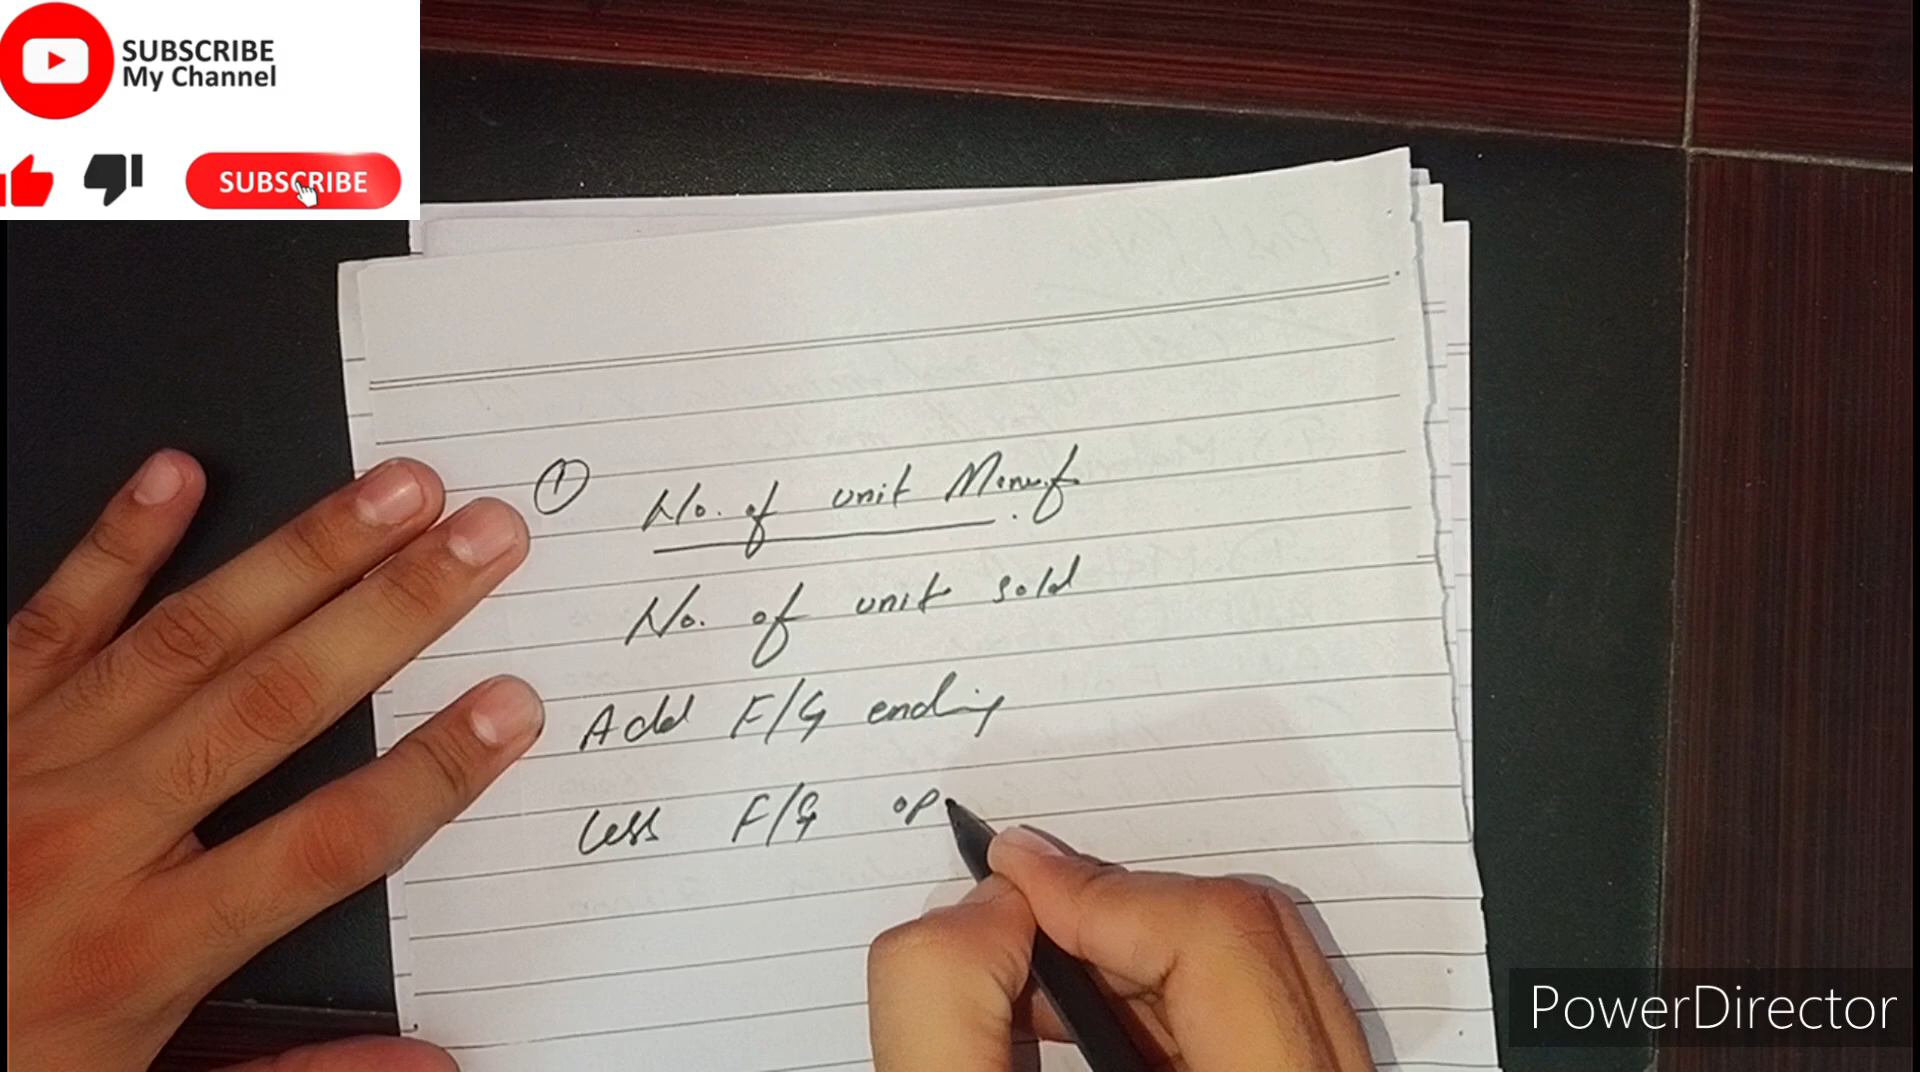 SUBSCRIBE
My Channel
SUBSCRIBE
① No. of unit Manuf.
No. of unit sold
Add F/G ending
Less F/G op
PowerDirector